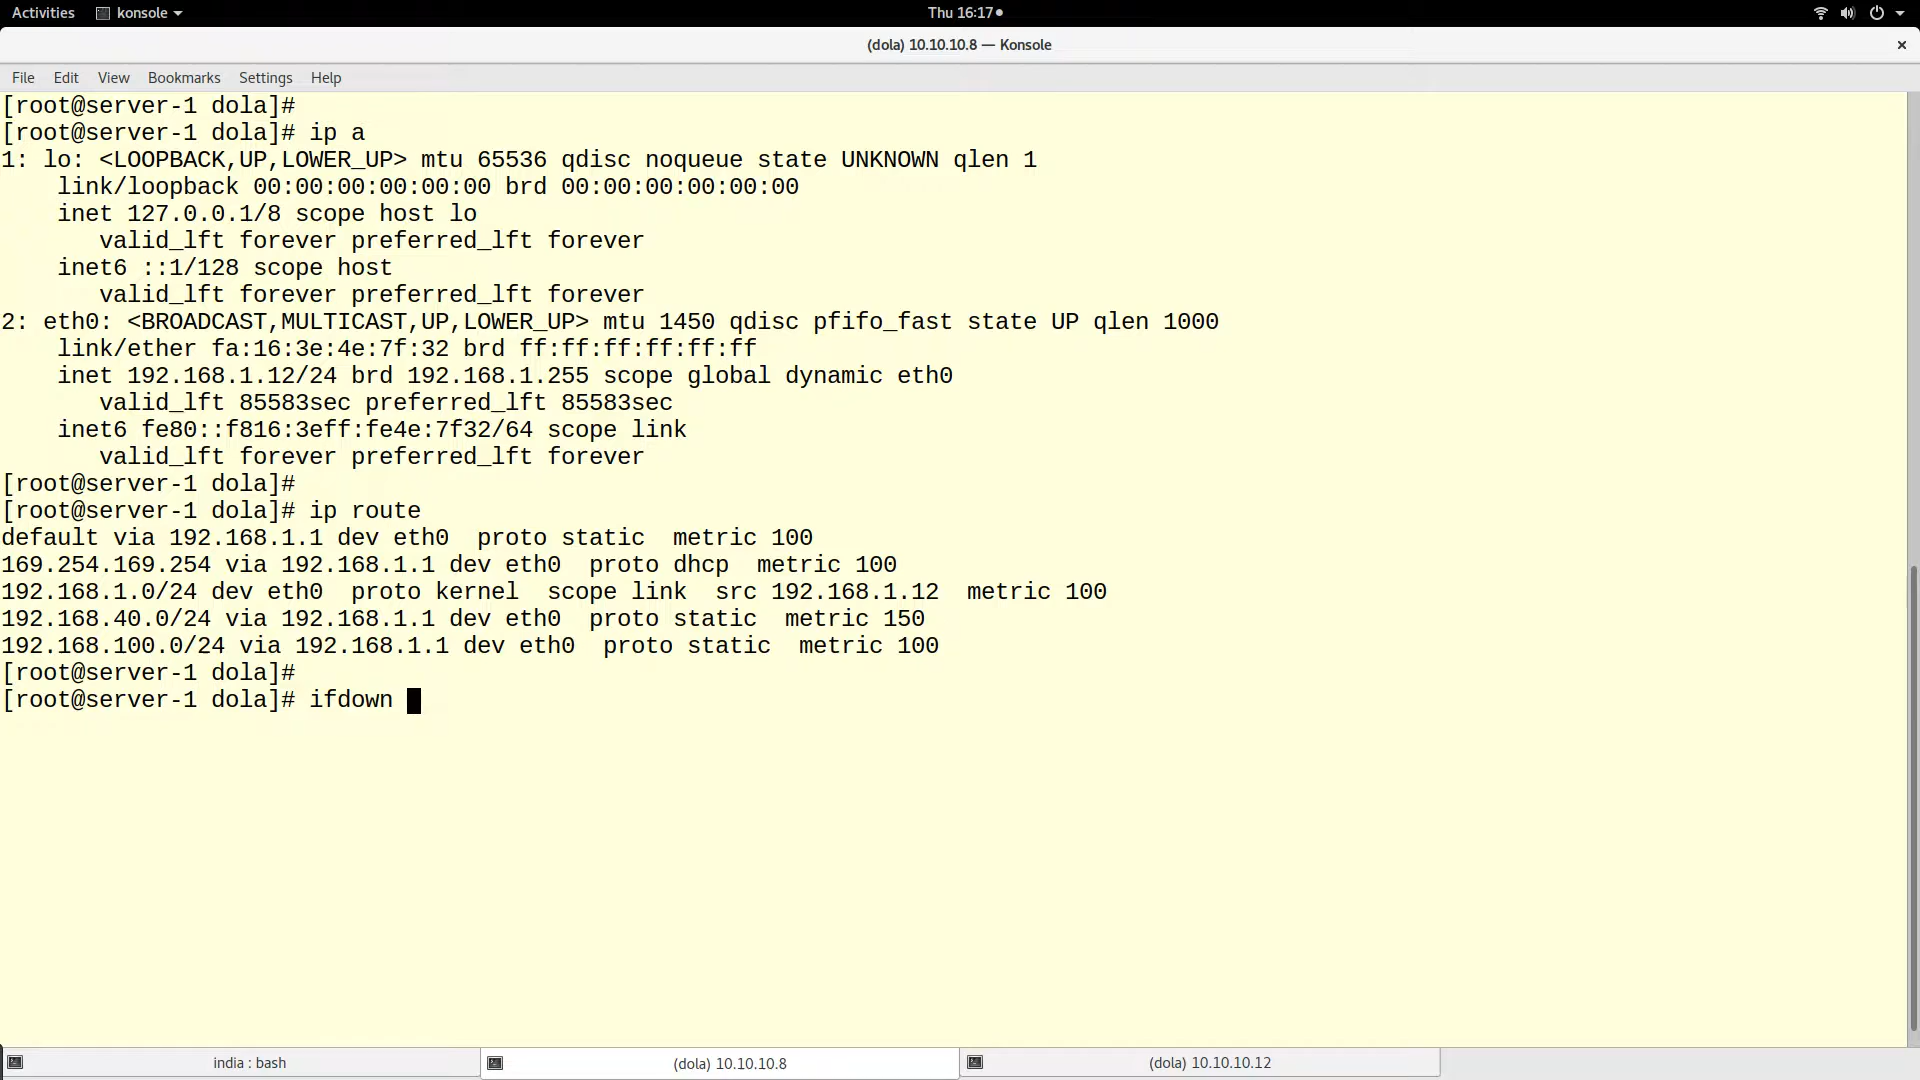 Activities konsole Thu 16:17
(dola) 10.10.10.8 — Konsole
File Edit View Bookmarks Settings Help
[root@server-1 dola]#
[root@server-1 dola]# ip a
1: lo: <LOOPBACK,UP,LOWER_UP> mtu 65536 qdisc noqueue state UNKNOWN qlen 1
    link/loopback 00:00:00:00:00:00 brd 00:00:00:00:00:00
    inet 127.0.0.1/8 scope host lo
       valid_lft forever preferred_lft forever
    inet6 ::1/128 scope host
       valid_lft forever preferred_lft forever
2: eth0: <BROADCAST,MULTICAST,UP,LOWER_UP> mtu 1450 qdisc pfifo_fast state UP qlen 1000
    link/ether fa:16:3e:4e:7f:32 brd ff:ff:ff:ff:ff:ff
    inet 192.168.1.12/24 brd 192.168.1.255 scope global dynamic eth0
       valid_lft 85583sec preferred_lft 85583sec
    inet6 fe80::f816:3eff:fe4e:7f32/64 scope link
       valid_lft forever preferred_lft forever
[root@server-1 dola]#
[root@server-1 dola]# ip route
default via 192.168.1.1 dev eth0  proto static  metric 100
169.254.169.254 via 192.168.1.1 dev eth0  proto dhcp  metric 100
192.168.1.0/24 dev eth0  proto kernel  scope link  src 192.168.1.12  metric 100
192.168.40.0/24 via 192.168.1.1 dev eth0  proto static  metric 150
192.168.100.0/24 via 192.168.1.1 dev eth0  proto static  metric 100
[root@server-1 dola]#
[root@server-1 dola]# ifdown
india : bash (dola) 10.10.10.8 (dola) 10.10.10.12